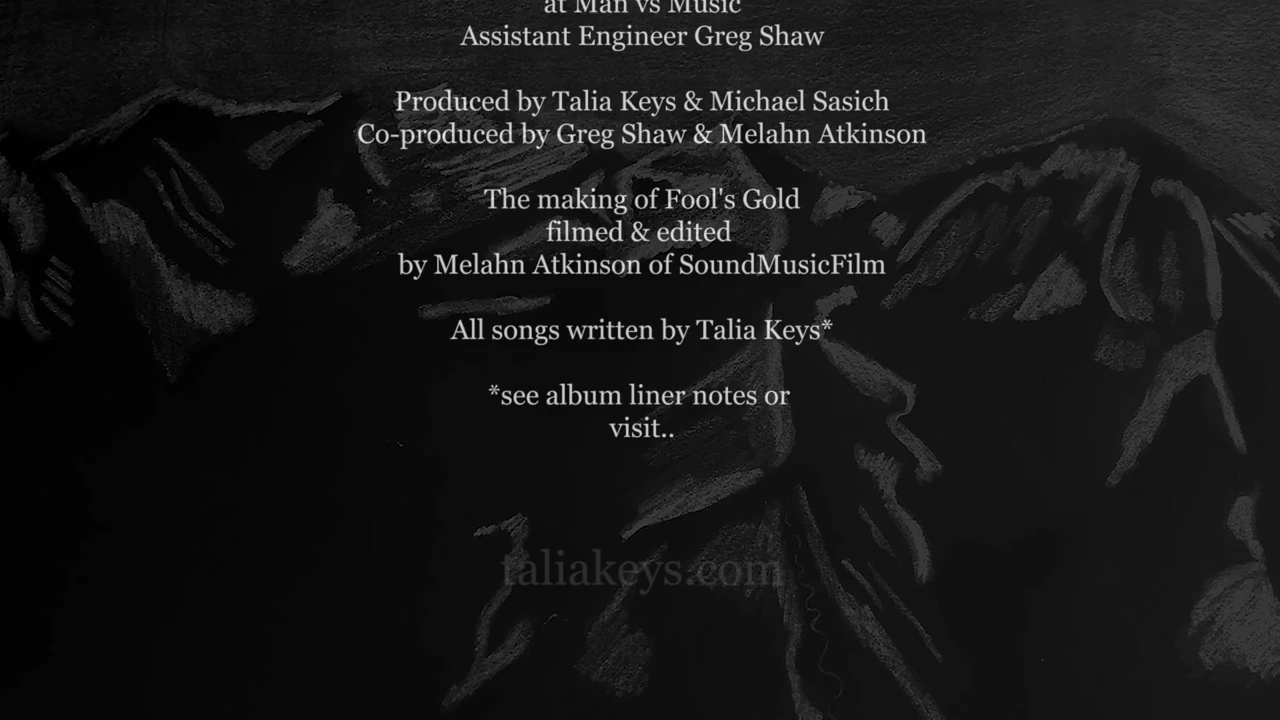 at Man vs Music
Assistant Engineer Greg Shaw
Produced by Talia Keys & Michael Sasich
Co-produced by Greg Shaw & Melahn Atkinson
The making of Fool's Gold
filmed & edited
by Melahn Atkinson of SoundMusicFilm
All songs written by Talia Keys*
*see album liner notes or
visit..
taliakeys.com